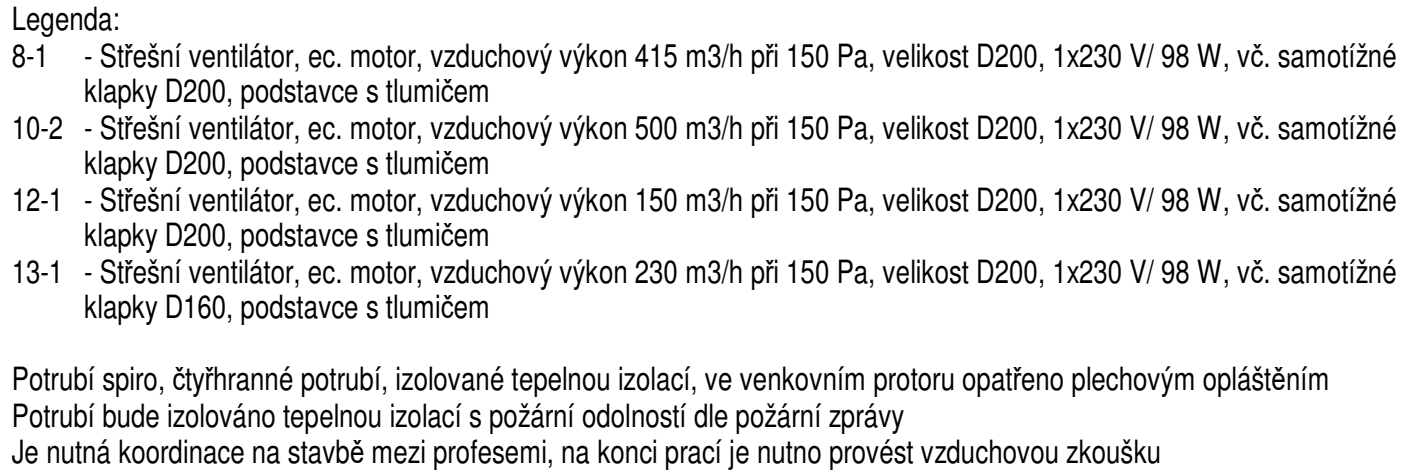 Legenda:
8-1 - Střešní ventilátor, ec. motor, vzduchový výkon 415 m3/h při 150 Pa, velikost D200, 1x230 V/ 98 W, vč. samotížné
klapky D200, podstavce s tlumičem
10-2 - Střešní ventilátor, ec. motor, vzduchový výkon 500 m3/h při 150 Pa, velikost D200, 1x230 V/ 98 W, vč. samotížné
klapky D200, podstavce s tlumičem
12-1 - Střešní ventilátor, ec. motor, vzduchový výkon 150 m3/h při 150 Pa, velikost D200, 1x230 V/ 98 W, vč. samotížné
klapky D200, podstavce s tlumičem
13-1 - Střešní ventilátor, ec. motor, vzduchový výkon 230 m3/h při 150 Pa, velikost D200, 1x230 V/ 98 W, vč. samotížné
klapky D160, podstavce s tlumičem
Potrubí spiro, čtyřhranné potrubí, izolované tepelnou izolací, ve venkovním protoru opatřeno plechovým opláštěním
Potrubí bude izolováno tepelnou izolací s požární odolností dle požární zprávy
Je nutná koordinace na stavbě mezi profesemi, na konci prací je nutno provést vzduchovou zkoušku